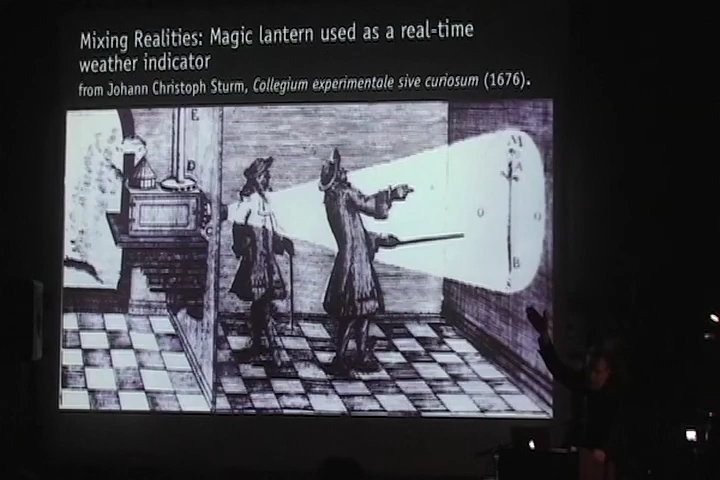 Mixing Realities: Magic lantern used as a real-time
weather indicator
from Johann Christoph Sturm, Collegium experimentale sive curiosum (1676).
E
D
M
A
O O
B